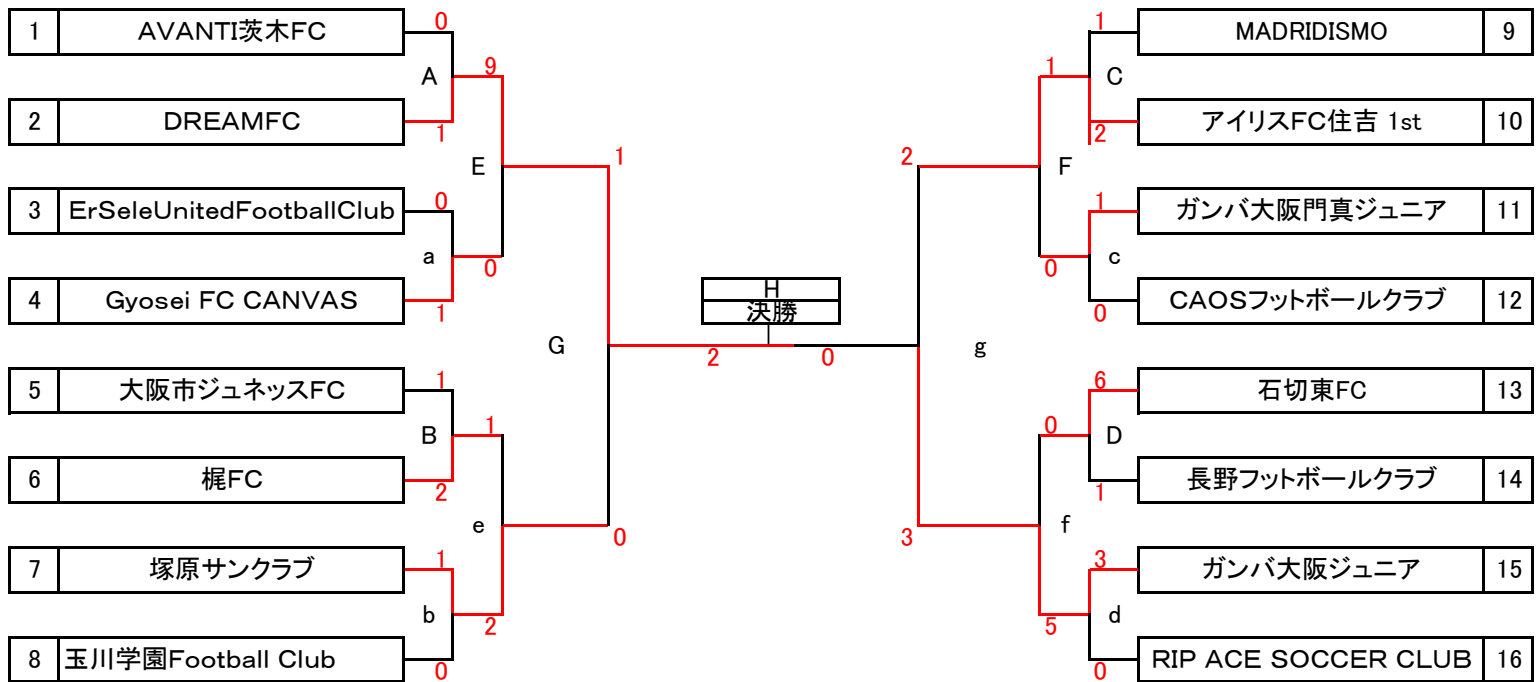 1 AVANTI茨木FC 0
A 9
2 DREAMFC 1
E 1
3 ErSeleUnitedFootballClub 0
a 0
4 Gyosei FC CANVAS 1
G 2
5 大阪市ジュネッスFC 1
B 1
6 梶FC 2
e 0
7 塚原サンクラブ 1
b 2
8 玉川学園Football Club 0
H
決勝
0
1 MADRIDISMO 9
1 C
2 アイリスFC住吉 1st 10
2 F
1 ガンバ大阪門真ジュニア 11
0 c
0 CAOSフットボールクラブ 12
g
6 石切東FC 13
0 D
1 長野フットボールクラブ 14
3 f
3 ガンバ大阪ジュニア 15
5 d
0 RIP ACE SOCCER CLUB 16